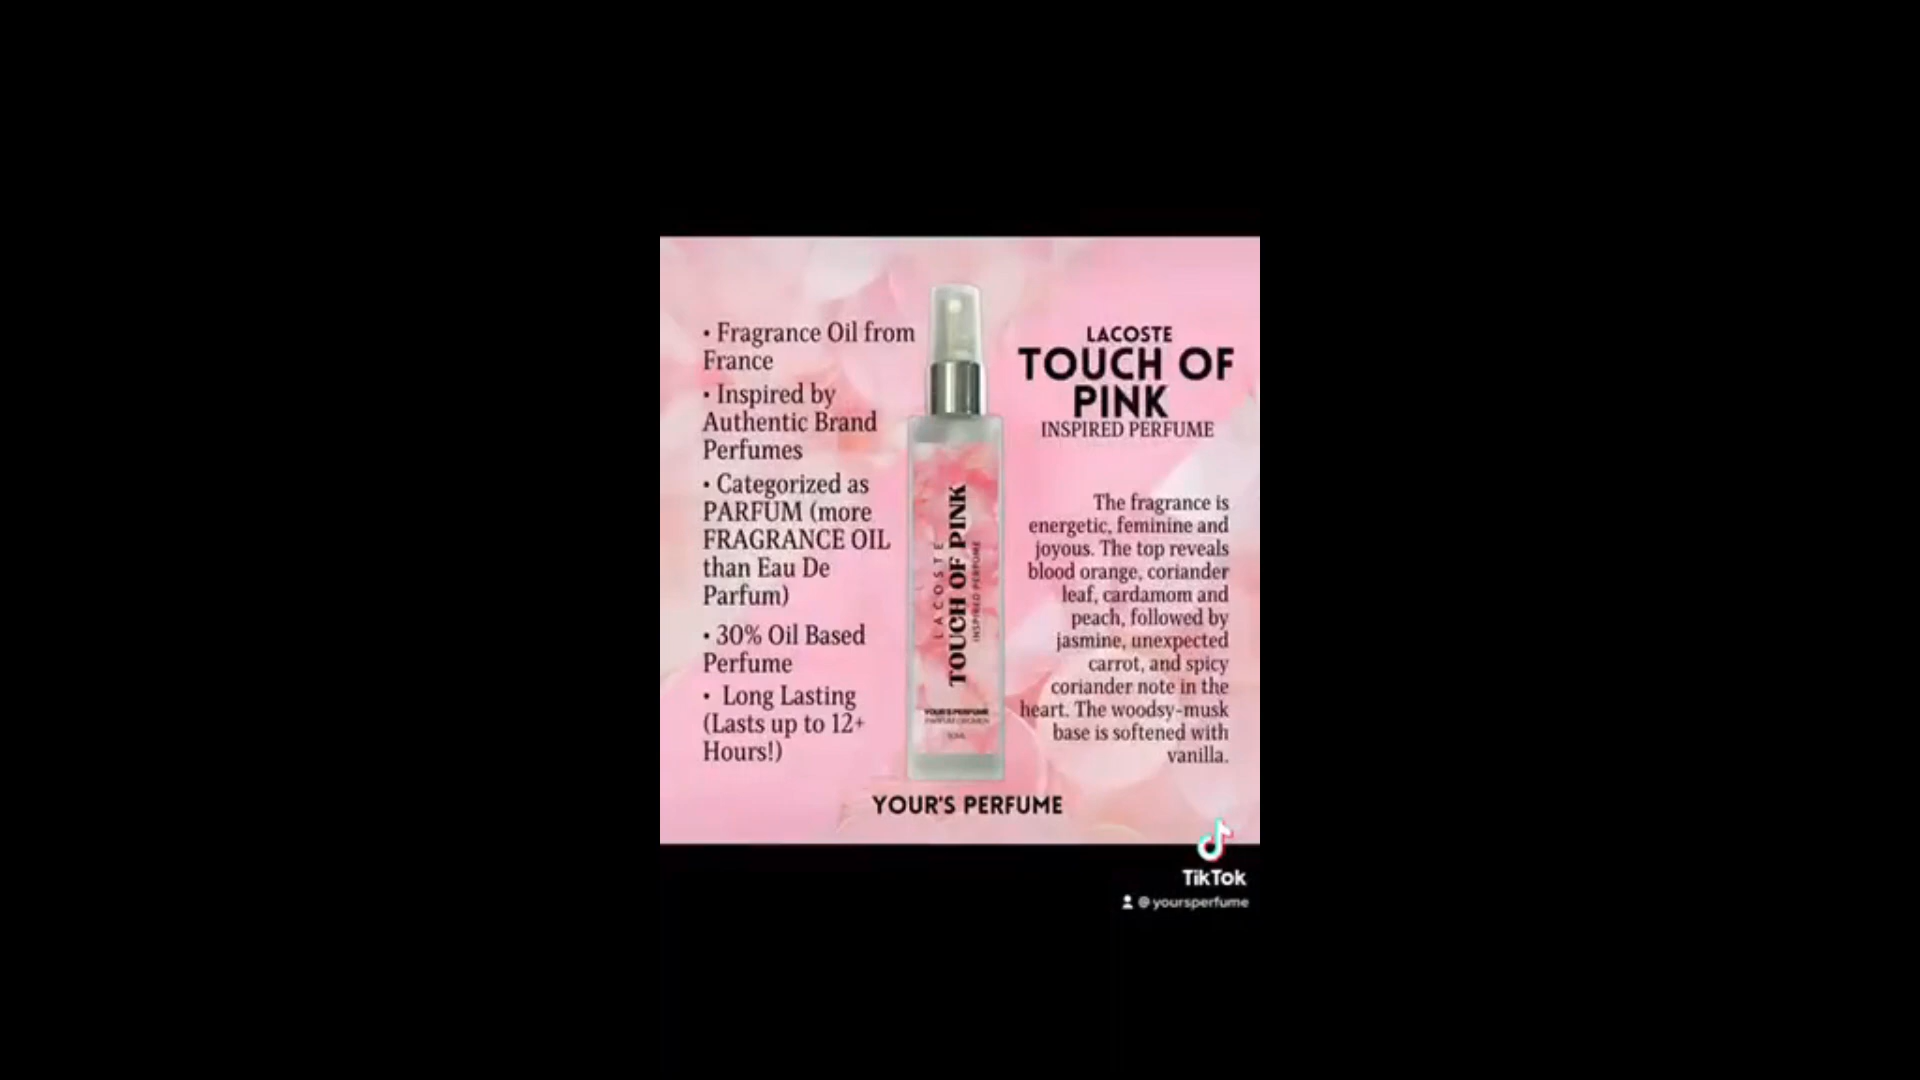 • Fragrance Oil from
France
• Inspired by
Authentic Brand
Perfumes
• Categorized as
PARFUM (more
FRAGRANCE OIL
than Eau De
Parfum)
• 30% Oil Based
Perfume
• Long Lasting
(Lasts up to 12+
Hours!)
LACOSTE
TOUCH OF PINK
INSPIRED PERFUME
YOUR'S PERFUME
LACOSTE
TOUCH OF
PINK
INSPIRED PERFUME
The fragrance is
energetic, feminine and
joyous. The top reveals
blood orange, coriander
leaf, cardamom and
peach, followed by
jasmine, unexpected
carrot, and spicy
coriander note in the
heart. The woodsy-musk
base is softened with
vanilla.
YOUR'S PERFUME
TikTok
@yoursperfume